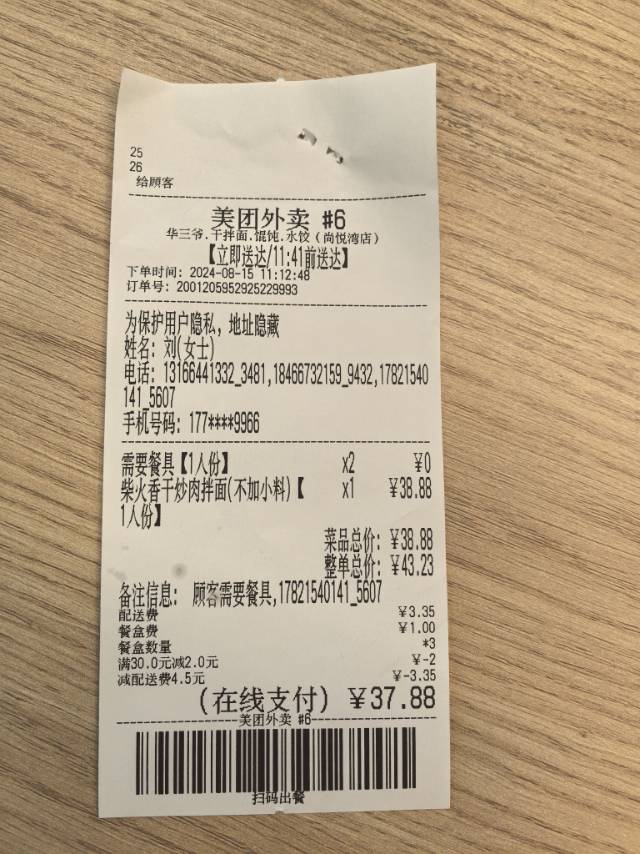 25
26
给顾客
美团外卖 #6
华三爷.干拌面.馄饨.水饺(尚悦湾店)
【立即送达/11:41前送达】
下单时间: 2024-08-15 11:12:48
订单号: 2001205952925229993
为保护用户隐私, 地址隐藏
姓名: 刘(女士)
电话: 13166441332_3481,18466732159_9432,17821540
141_5607
手机号码: 177****9966
需要餐具【1人份】 x2 ¥0
柴火香干炒肉拌面(不加小料)【 x1 ¥38.88
1人份】
菜品总价: ¥38.88
整单总价: ¥43.23
备注信息: 顾客需要餐具,17821540141_5607
配送费 ¥3.35
餐盒费 ¥1.00
餐盒数量 *3
满30.0元减2.0元 ¥-2
减配送费4.5元 ¥-3.35
(在线支付) ¥37.88
美团外卖 #6
扫码出餐